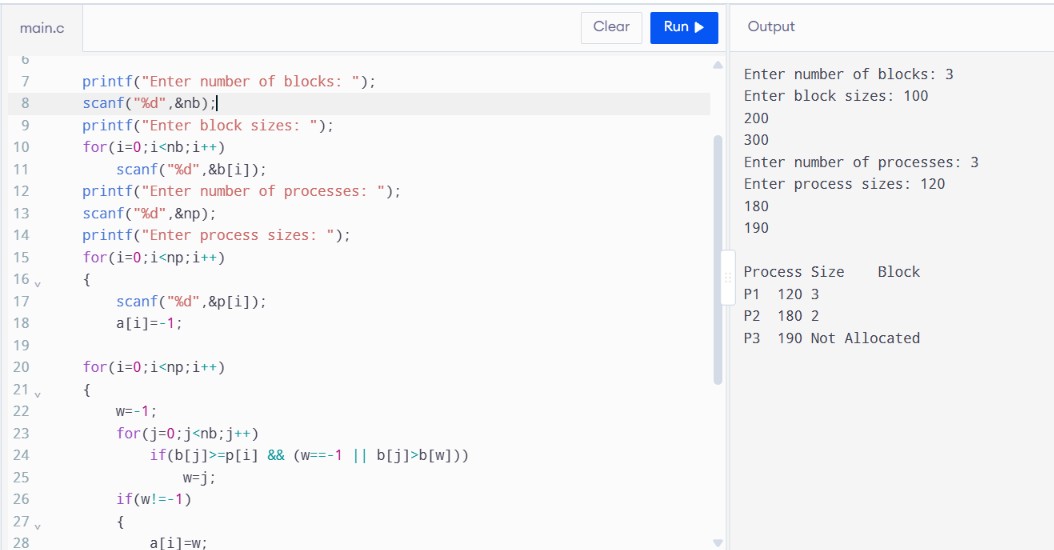 main.c
Clear
Run
Output
6
7 printf("Enter number of blocks: ");
8 scanf("%d",&nb);
9 printf("Enter block sizes: ");
10 for(i=0;i<nb;i++)
11 scanf("%d",&b[i]);
12 printf("Enter number of processes: ");
13 scanf("%d",&np);
14 printf("Enter process sizes: ");
15 for(i=0;i<np;i++)
16 {
17 scanf("%d",&p[i]);
18 a[i]=-1;
19
20 for(i=0;i<np;i++)
21 {
22 w=-1;
23 for(j=0;j<nb;j++)
24 if(b[j]>=p[i] && (w==-1 || b[j]>b[w]))
25 w=j;
26 if(w!=-1)
27 {
28 a[i]=w;
Enter number of blocks: 3
Enter block sizes: 100
200
300
Enter number of processes: 3
Enter process sizes: 120
180
190
Process Size Block
P1 120 3
P2 180 2
P3 190 Not Allocated